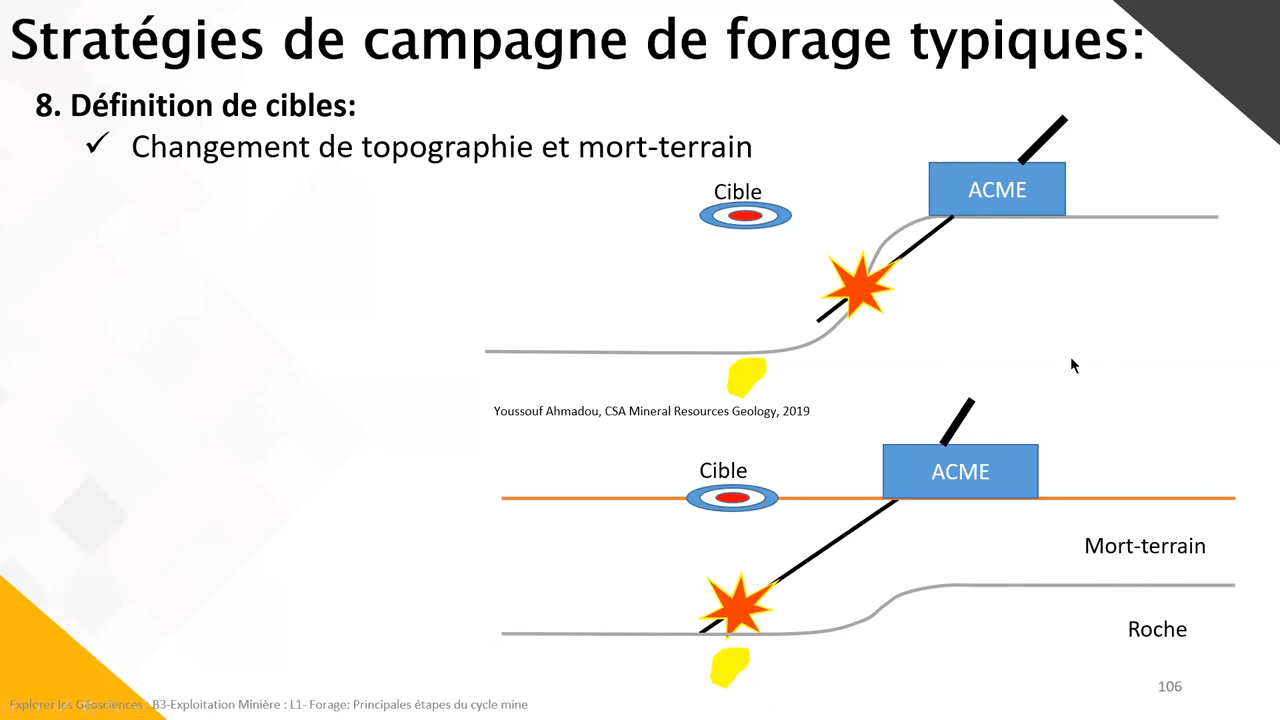 Stratégies de campagne de forage typiques:
8. Définition de cibles:
✓ Changement de topographie et mort-terrain
Cible
ACME
Youssouf Ahmadou, CSA Mineral Resources Geology, 2019
Cible
ACME
Mort-terrain
Roche
106
Explorer les Géosciences : B3-Exploitation Minière : L1- Forage: Principales étapes du cycle mine